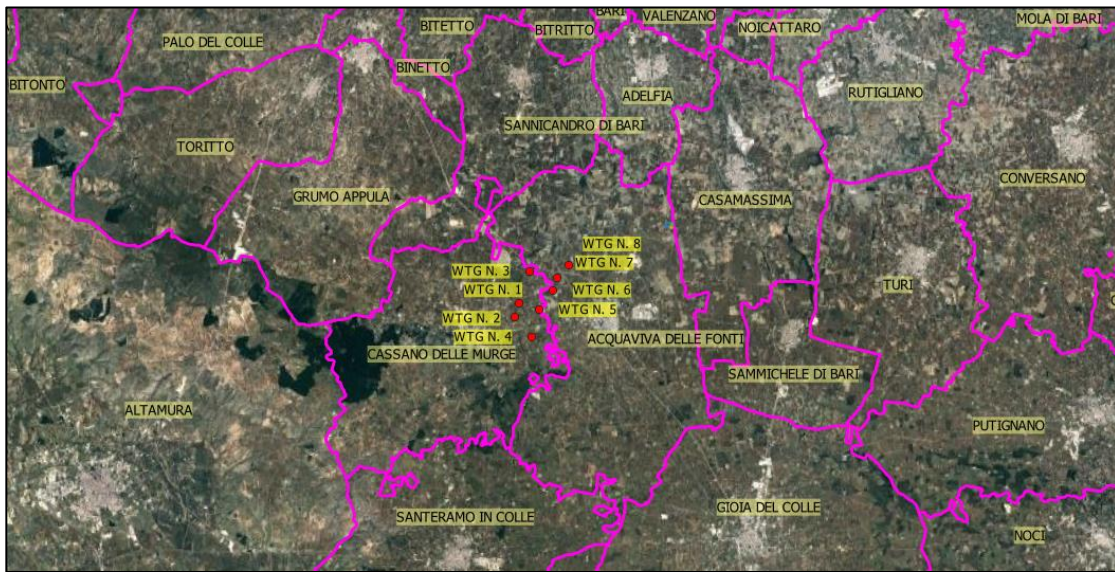 BARI
VALENZANO
MOLA DI BARI
BITETTO
BITRITTO
NOICATTARO
PALO DEL COLLE
BINETTO
BITONTO
ADELFIA
RUTIGLIANO
SANNICANDRO DI BARI
TORITTO
CONVERSANO
GRUMO APPULA
CASAMASSIMA
WTG N. 8
WTG N. 7
WTG N. 3
WTG N. 1
WTG N. 6
TURI
WTG N. 5
WTG N. 2
WTG N. 4
ACQUAVIVA DELLE FONTI
CASSANO DELLE MURGE
SAMMICHELE DI BARI
ALTAMURA
PUTIGNANO
GIOIA DEL COLLE
SANTERAMO IN COLLE
NOCI